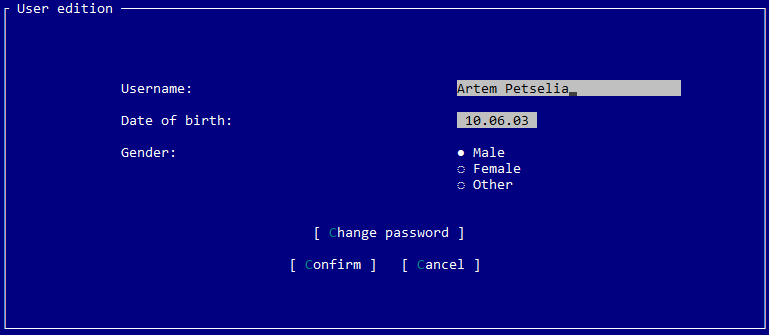 User edition
Username: Artem Petselia
Date of birth: 10.06.03
Gender: Male
Female
Other
[ Change password ]
[ Confirm ] [ Cancel ]